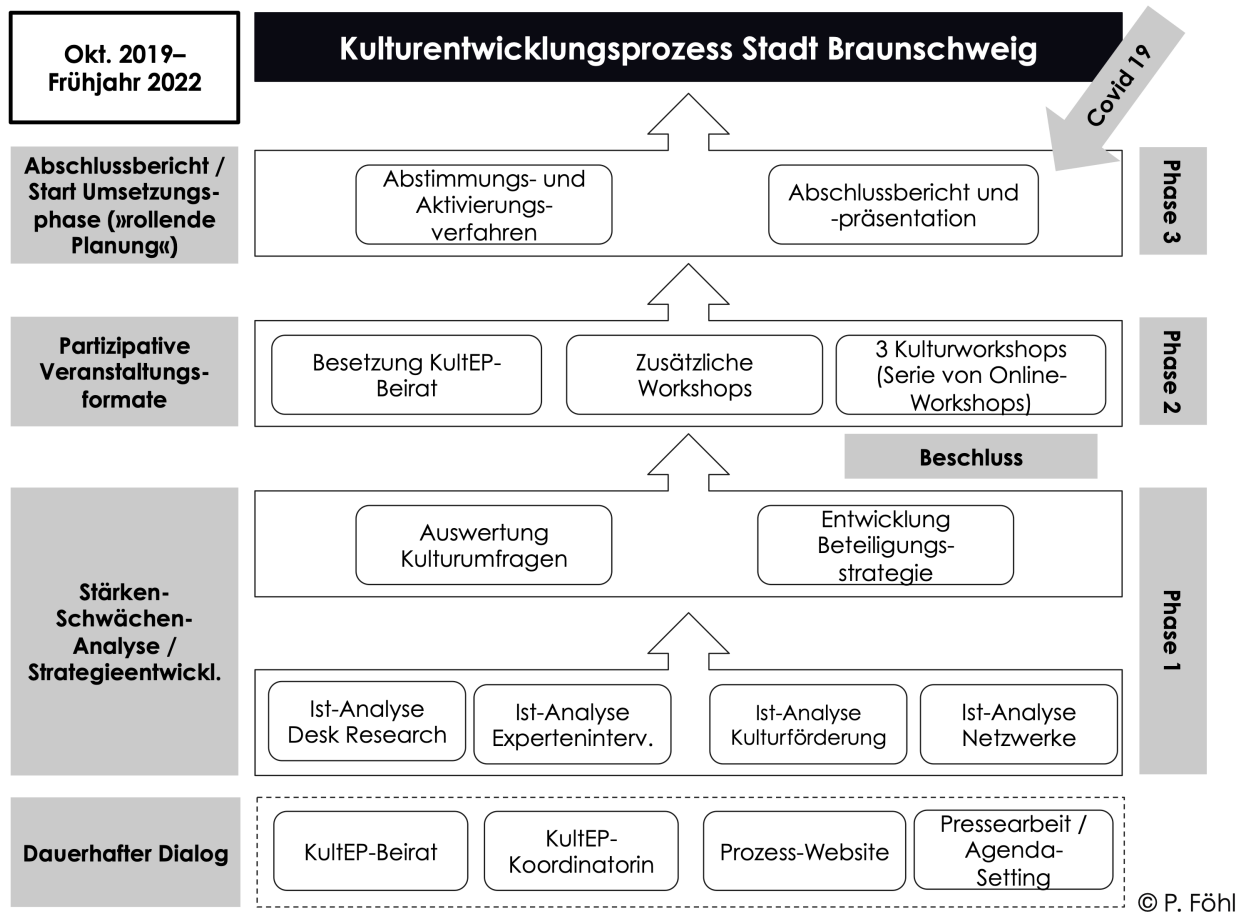 Okt. 2019–
Frühjahr 2022
Kulturentwicklungsprozess Stadt Braunschweig
Covid 19
Abschlussbericht /
Start Umsetzungs-
phase (»rollende
Planung«)
Abstimmungs- und
Aktivierungs-
verfahren
Abschlussbericht und
-präsentation
Phase 3
Partizipative
Veranstaltungs-
formate
Besetzung KultEP-
Beirat
Zusätzliche
Workshops
3 Kulturworkshops
(Serie von Online-
Workshops)
Phase 2
Beschluss
Stärken-
Schwächen-
Analyse /
Strategieentwickl.
Auswertung
Kulturumfragen
Entwicklung
Beteiligungs-
strategie
Phase 1
Ist-Analyse
Desk Research
Ist-Analyse
Experteninterv.
Ist-Analyse
Kulturförderung
Ist-Analyse
Netzwerke
Dauerhafter Dialog
KultEP-Beirat
KultEP-
Koordinatorin
Prozess-Website
Pressearbeit /
Agenda-
Setting
© P. Föhl